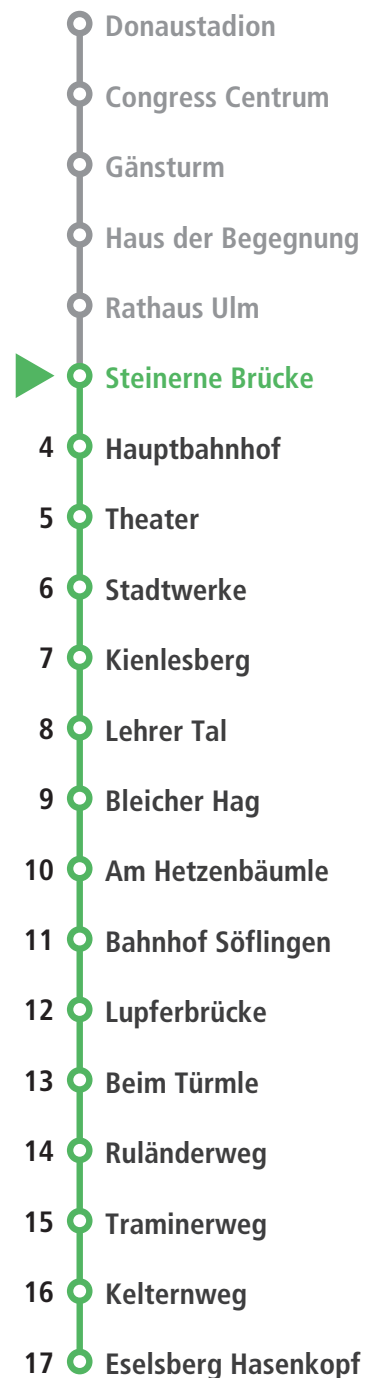 Donaustadion
Congress Centrum
Gänsturm
Haus der Begegnung
Rathaus Ulm
Steinerne Brücke
4 Hauptbahnhof
5 Theater
6 Stadtwerke
7 Kienlesberg
8 Lehrer Tal
9 Bleicher Hag
10 Am Hetzenbäumle
11 Bahnhof Söflingen
12 Lupferbrücke
13 Beim Türmle
14 Ruländerweg
15 Traminerweg
16 Kelternweg
17 Eselsberg Hasenkopf